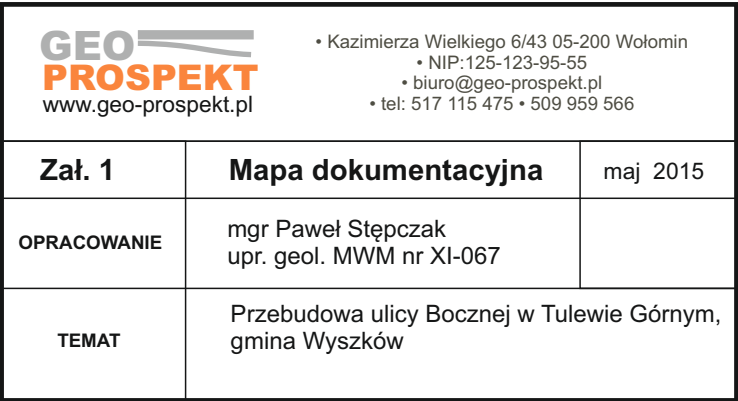 GEO
PROSPEKT
www.geo-prospekt.pl
• Kazimierza Wielkiego 6/43 05-200 Wołomin
• NIP:125-123-95-55
• biuro@geo-prospekt.pl
• tel: 517 115 475 • 509 959 566
Zał. 1
Mapa dokumentacyjna
maj 2015
OPRACOWANIE
mgr Paweł Stępczak
upr. geol. MWM nr XI-067
TEMAT
Przebudowa ulicy Bocznej w Tulewie Górnym,
gmina Wyszków